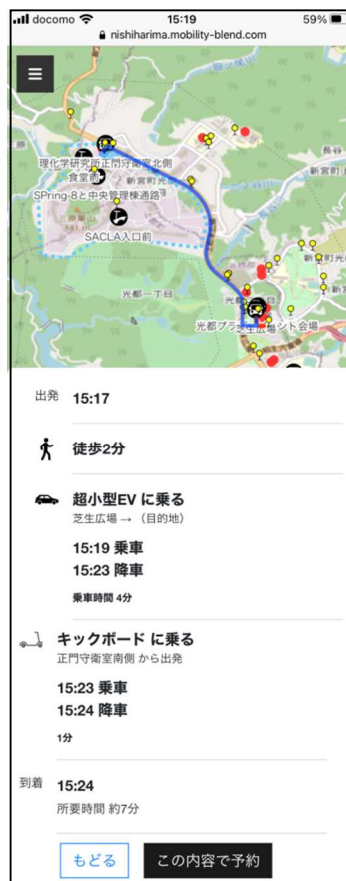 docomo 15:19 59%
nishiharima.mobility-blend.com
長谷
理化学研究所正門守衛室北側
食堂前
新宮町光都
SPring-8と中央管理棟通路
SACLA入口前
光都一丁目
芝生広場
シト会場
出発 15:17
徒歩2分
超小型EV に乗る
芝生広場 → （目的地）
15:19 乗車
15:23 降車
乗車時間 4分
キックボード に乗る
正門守衛室南側 から出発
15:23 乗車
15:24 降車
1分
到着 15:24
所要時間 約7分
もどる この内容で予約